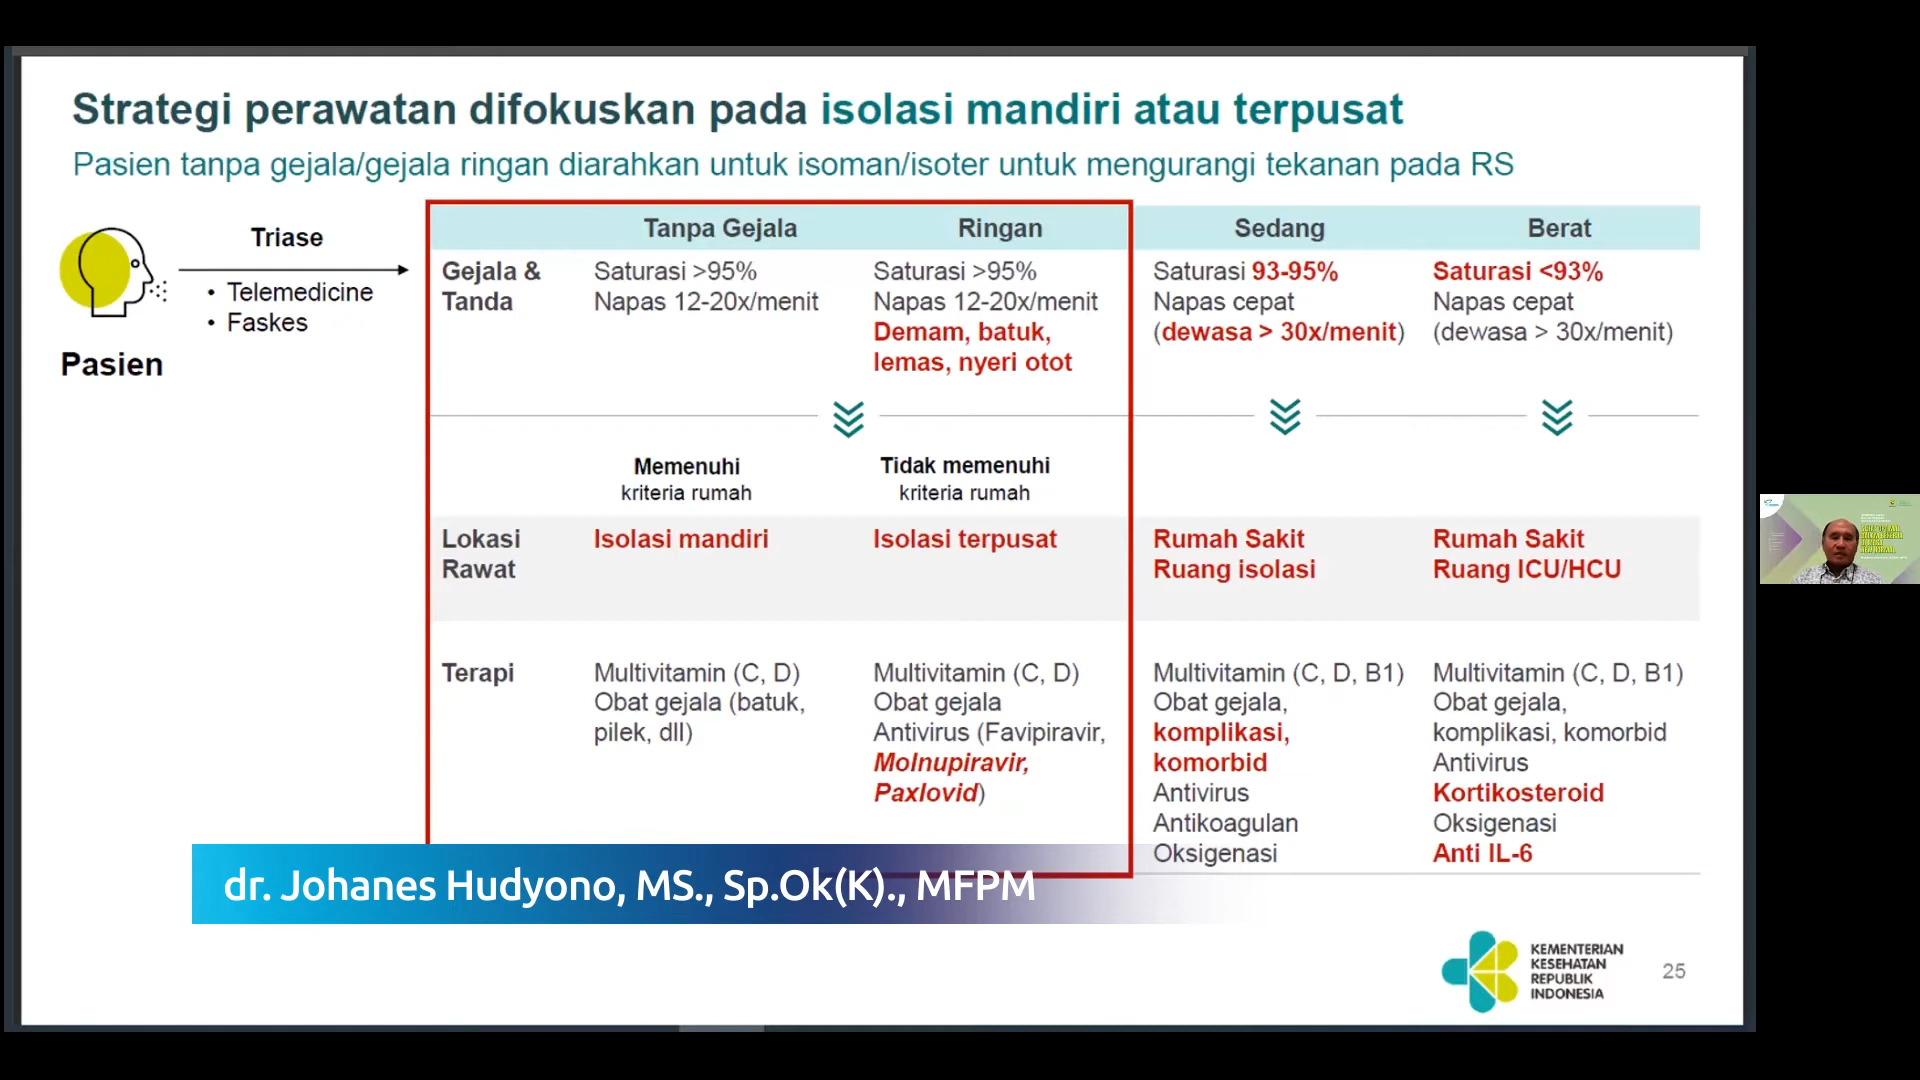 Strategi perawatan difokuskan pada isolasi mandiri atau terpusat
Pasien tanpa gejala/gejala ringan diarahkan untuk isoman/isoter untuk mengurangi tekanan pada RS
Pasien
Triase
• Telemedicine
• Faskes
Tanpa Gejala
Ringan
Sedang
Berat
Gejala &
Tanda
Saturasi >95%
Napas 12-20x/menit
Saturasi >95%
Napas 12-20x/menit
Demam, batuk,
lemas, nyeri otot
Saturasi 93-95%
Napas cepat
(dewasa > 30x/menit)
Saturasi <93%
Napas cepat
(dewasa > 30x/menit)
Memenuhi
kriteria rumah
Tidak memenuhi
kriteria rumah
Lokasi
Rawat
Isolasi mandiri
Isolasi terpusat
Rumah Sakit
Ruang isolasi
Rumah Sakit
Ruang ICU/HCU
Terapi
Multivitamin (C, D)
Obat gejala (batuk,
pilek, dll)
Multivitamin (C, D)
Obat gejala
Antivirus (Favipiravir,
Molnupiravir,
Paxlovid)
Multivitamin (C, D, B1)
Obat gejala,
komplikasi,
komorbid
Antivirus
Antikoagulan
Oksigenasi
Multivitamin (C, D, B1)
Obat gejala,
komplikasi, komorbid
Antivirus
Kortikosteroid
Oksigenasi
Anti IL-6
dr. Johanes Hudyono, MS., Sp.Ok(K)., MFPM
KEMENTERIAN
KESEHATAN
REPUBLIK
INDONESIA
25